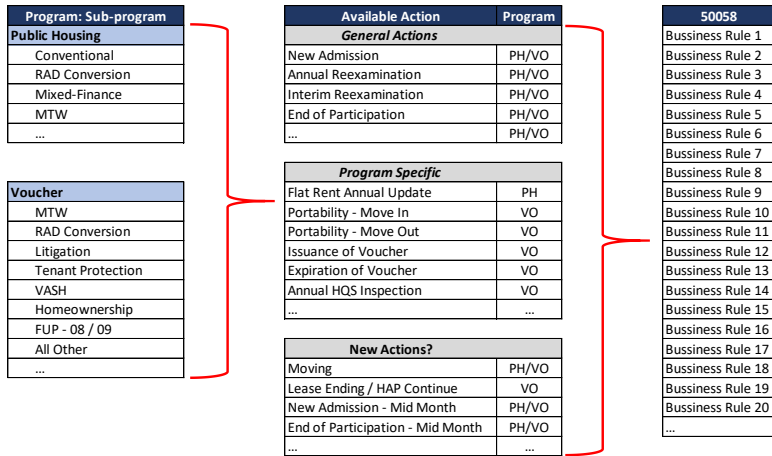 Program: Sub-program
Public Housing
Conventional
RAD Conversion
Mixed-Finance
MTW
...
Voucher
MTW
RAD Conversion
Litigation
Tenant Protection
VASH
Homeownership
FUP - 08 / 09
All Other
...
Available Action Program
General Actions
New Admission PH/VO
Annual Reexamination PH/VO
Interim Reexamination PH/VO
End of Participation PH/VO
... PH/VO
Program Specific
Flat Rent Annual Update PH
Portability - Move In VO
Portability - Move Out VO
Issuance of Voucher VO
Expiration of Voucher VO
Annual HQS Inspection VO
... ...
New Actions?
Moving PH/VO
Lease Ending / HAP Continue VO
New Admission - Mid Month PH/VO
End of Participation - Mid Month PH/VO
... ...
50058
Bussiness Rule 1
Bussiness Rule 2
Bussiness Rule 3
Bussiness Rule 4
Bussiness Rule 5
Bussiness Rule 6
Bussiness Rule 7
Bussiness Rule 8
Bussiness Rule 9
Bussiness Rule 10
Bussiness Rule 11
Bussiness Rule 12
Bussiness Rule 13
Bussiness Rule 14
Bussiness Rule 15
Bussiness Rule 16
Bussiness Rule 17
Bussiness Rule 18
Bussiness Rule 19
Bussiness Rule 20
...